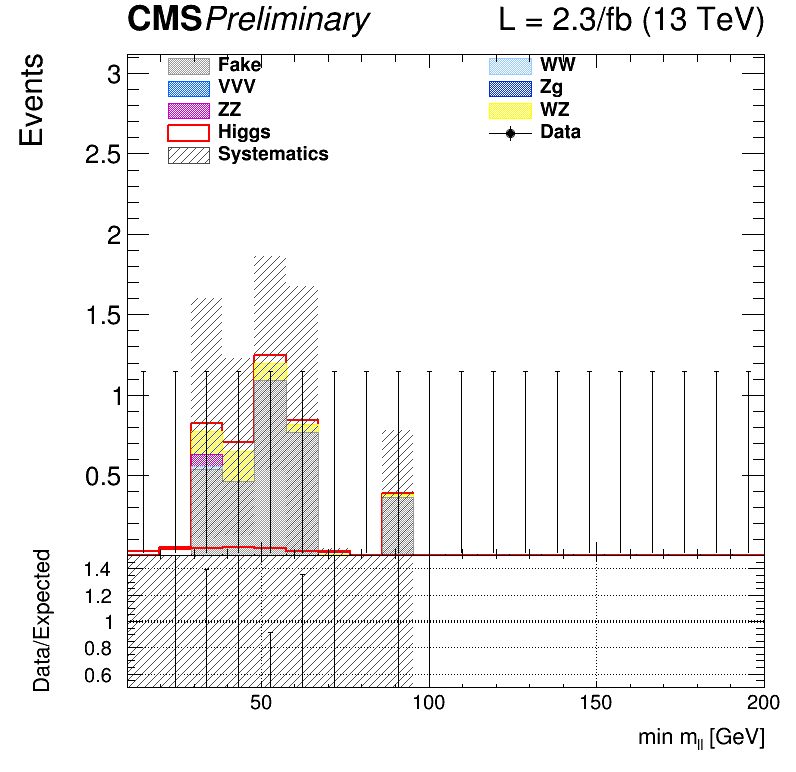 CMS Preliminary L = 2.3/fb (13 TeV)
Events
3
2.5
2
1.5
1
0.5
Fake
VVV
ZZ
Higgs
Systematics
WW
Zg
WZ
Data
Data/Expected
1.4
1.2
1
0.8
0.6
50 100 150 200
min m_ll [GeV]